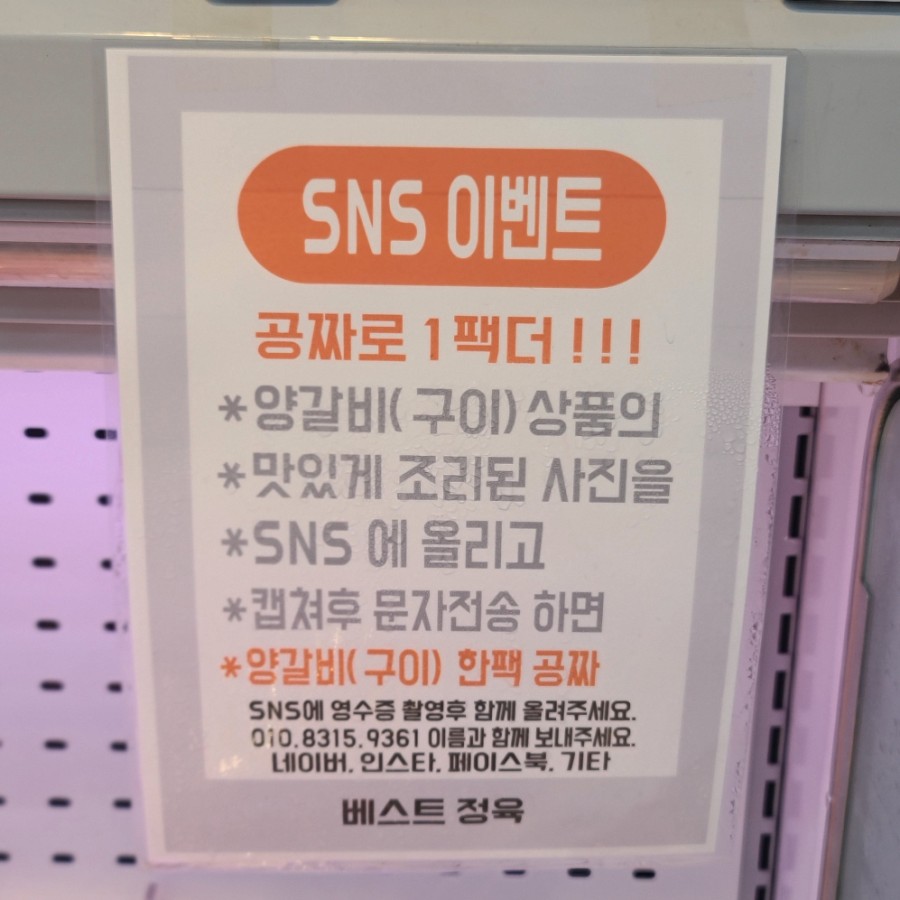 SNS 이벤트
공짜로 1팩더 !!!
*양갈비(구이)상품의
*맛있게 조리된 사진을
*SNS 에 올리고
*캡쳐후 문자전송 하면
*양갈비(구이) 한팩 공짜
SNS에 영수증 촬영후 함께 올려주세요.
010.8315.9361 이름과 함께 보내주세요.
네이버. 인스타. 페이스북. 기타
베스트 정육